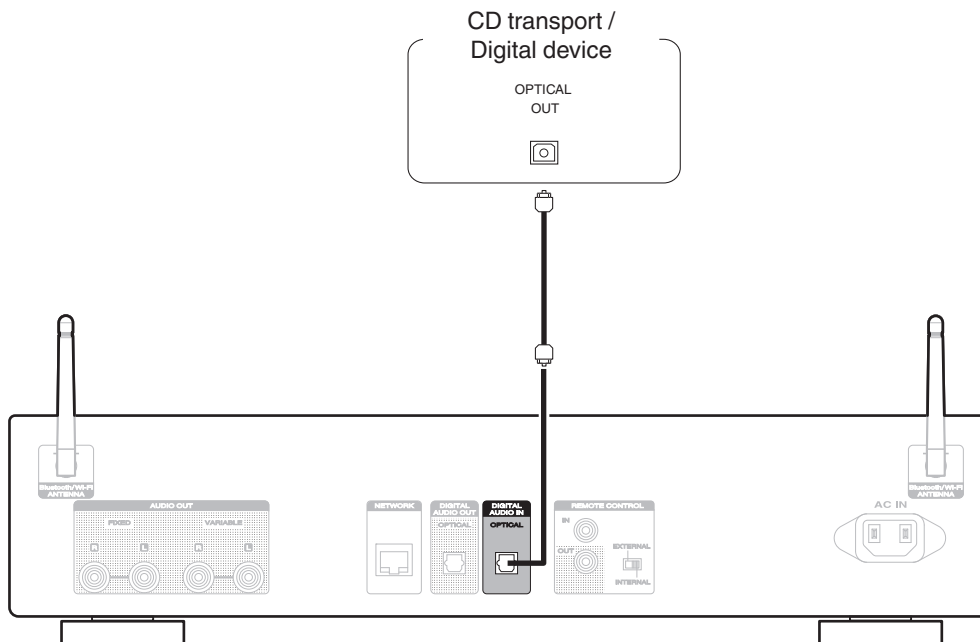 CD transport /
Digital device
OPTICAL
OUT
Bluetooth/Wi-Fi
ANTENNA
AUDIO OUT
FIXED
VARIABLE
R
L
R
L
NETWORK
DIGITAL
AUDIO OUT
OPTICAL
DIGITAL
AUDIO IN
OPTICAL
REMOTE CONTROL
IN
OUT
EXTERNAL
INTERNAL
AC IN
Bluetooth/Wi-Fi
ANTENNA